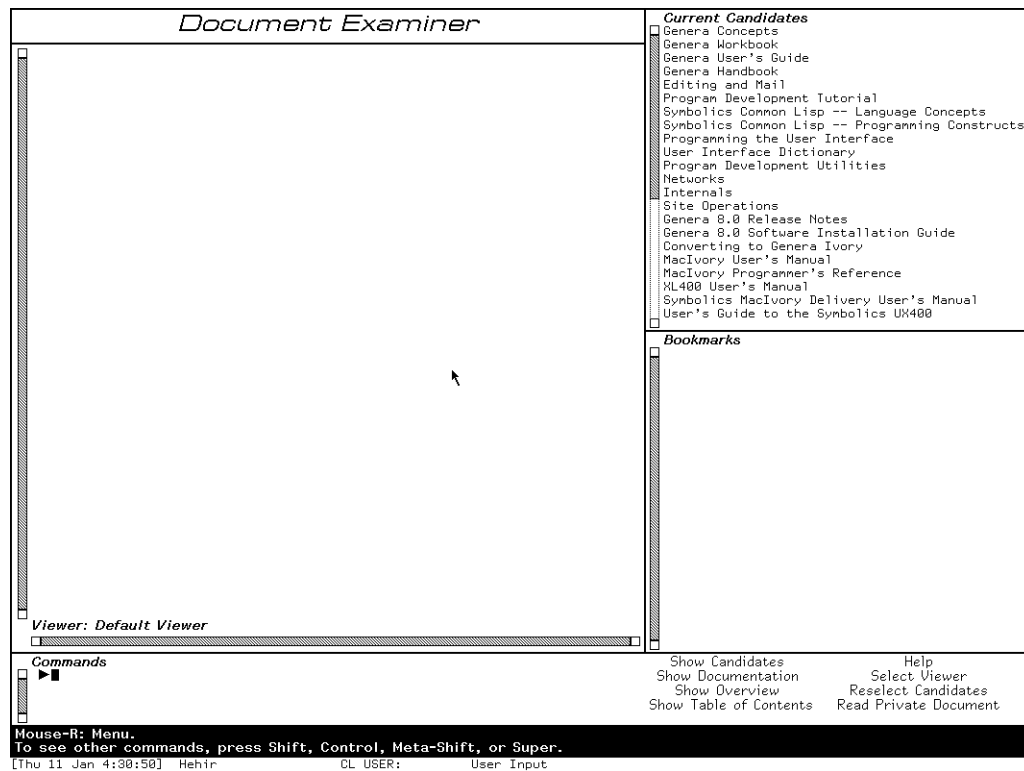 Document Examiner
Current Candidates
Genera Concepts
Genera Workbook
Genera User's Guide
Genera Handbook
Editing and Mail
Program Development Tutorial
Symbolics Common Lisp -- Language Concepts
Symbolics Common Lisp -- Programming Constructs
Programming the User Interface
User Interface Dictionary
Program Development Utilities
Networks
Internals
Site Operations
Genera 8.0 Release Notes
Genera 8.0 Software Installation Guide
Converting to Genera Ivory
MacIvory User's Manual
MacIvory Programmer's Reference
XL400 User's Manual
Symbolics MacIvory Delivery User's Manual
User's Guide to the Symbolics UX400
Bookmarks
Viewer: Default Viewer
Commands
Show Candidates Help
Show Documentation Select Viewer
Show Overview Reselect Candidates
Show Table of Contents Read Private Document
Mouse-R: Menu.
To see other commands, press Shift, Control, Meta-Shift, or Super.
[Thu 11 Jan 4:30:50] Hehir CL USER: User Input